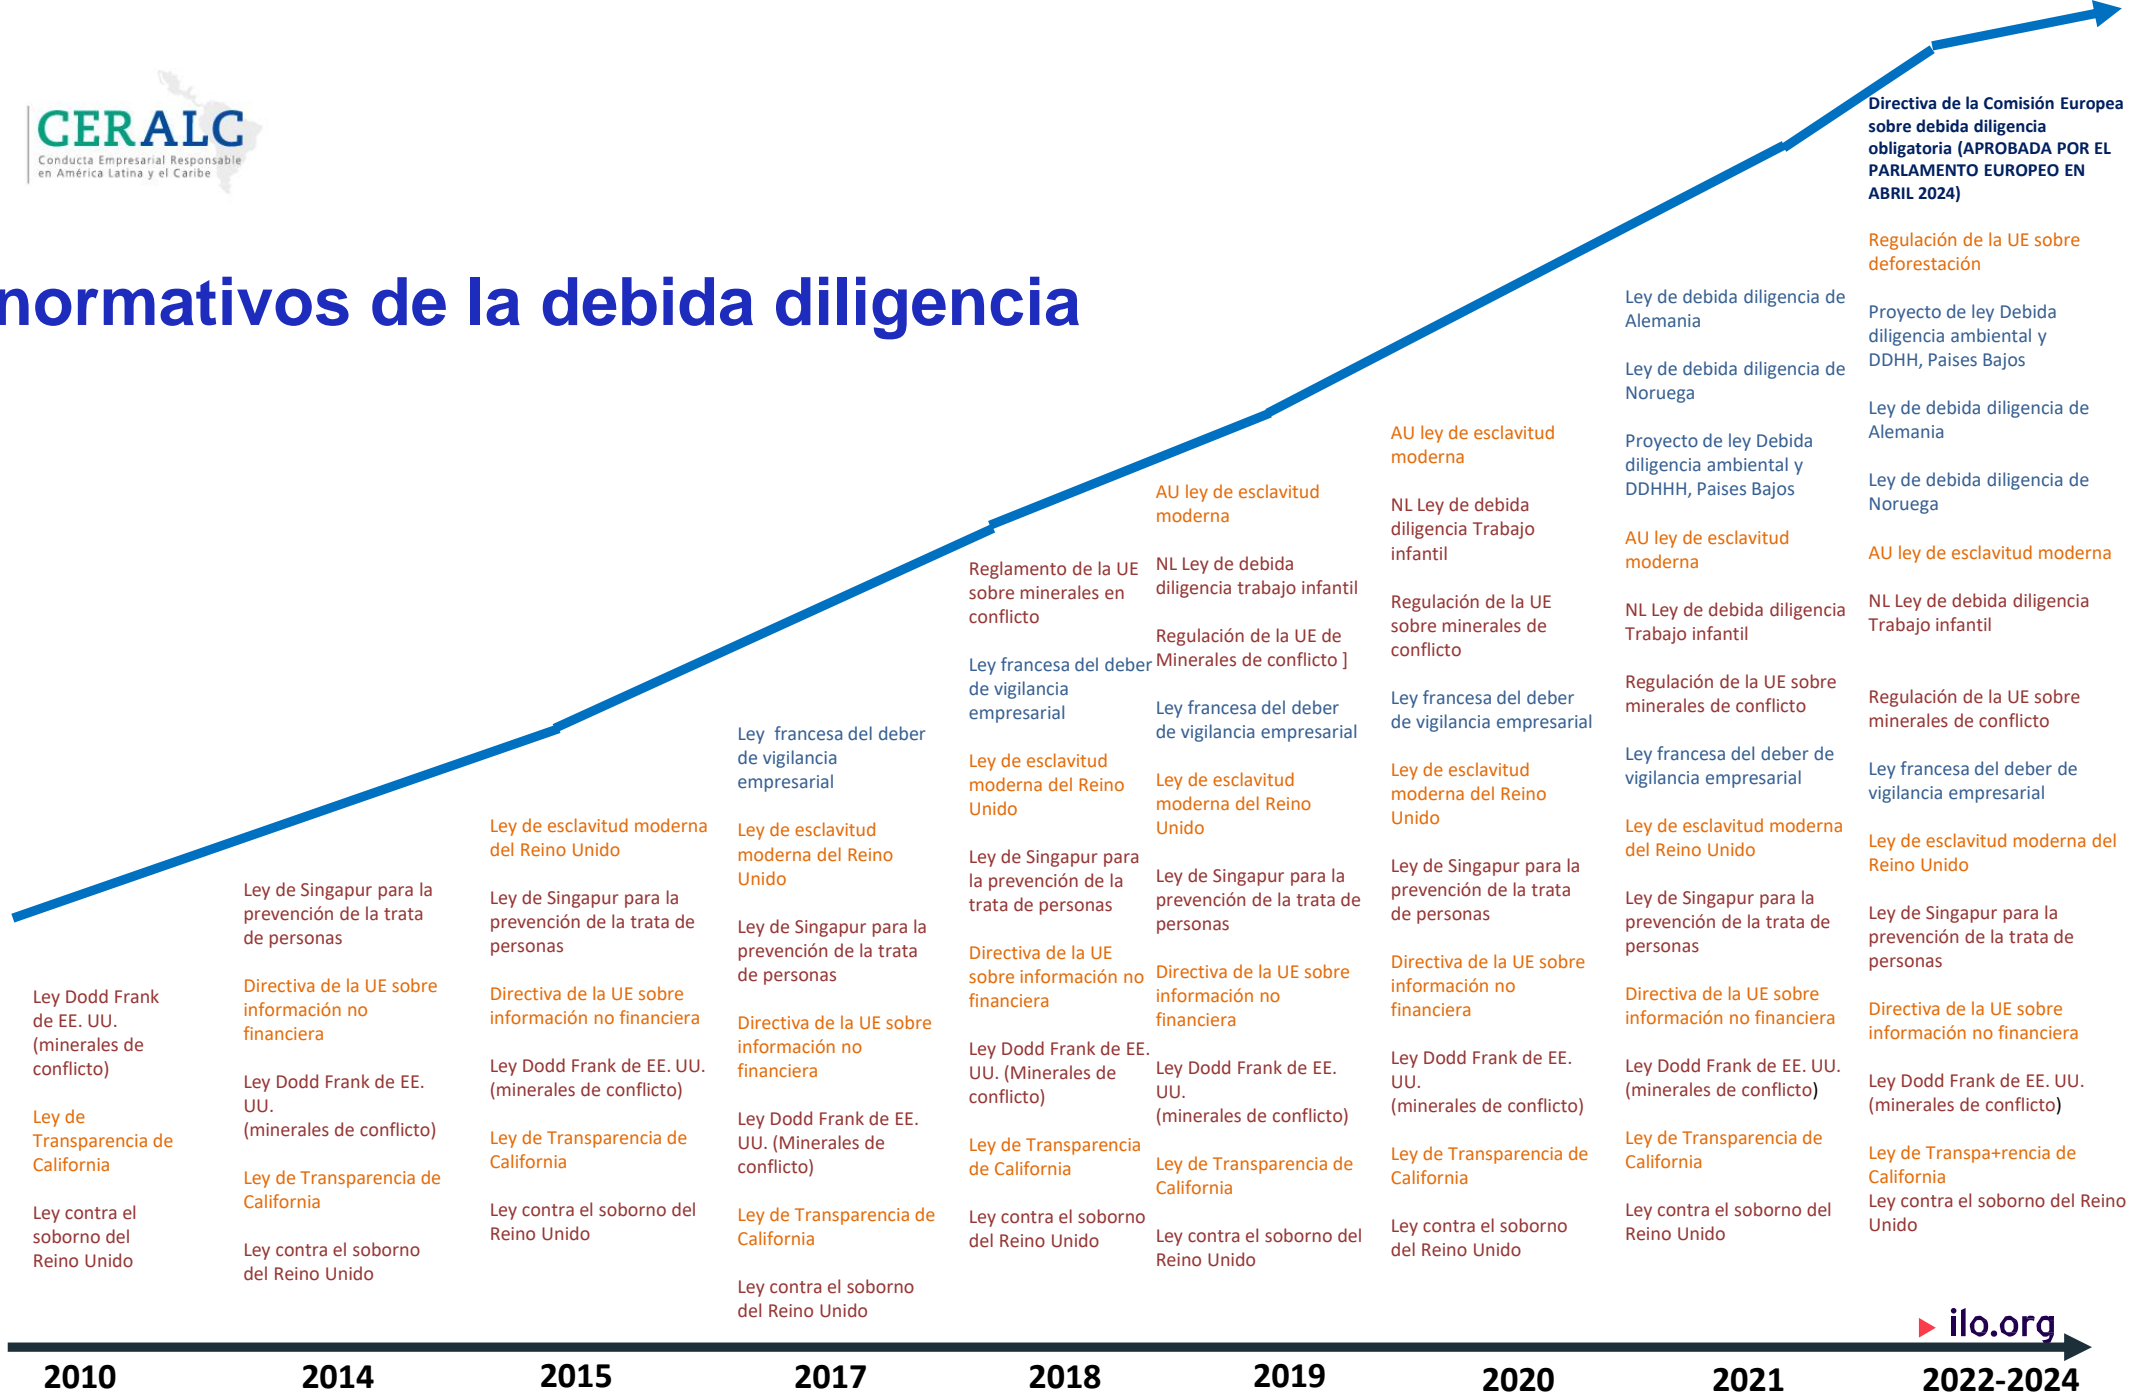 CERALC
Conducta Empresarial Responsable
en América Latina y el Caribe
normativos de la debida diligencia
Ley Dodd Frank
de EE. UU.
(minerales de
conflicto)
Ley de
Transparencia de
California
Ley contra el
soborno del
Reino Unido
Ley de Singapur para la
prevención de la trata
de personas
Directiva de la UE sobre
información no
financiera
Ley Dodd Frank de EE.
UU.
(minerales de conflicto)
Ley de Transparencia de
California
Ley contra el soborno
del Reino Unido
Ley de esclavitud moderna
del Reino Unido
Ley de Singapur para la
prevención de la trata de
personas
Directiva de la UE sobre
información no financiera
Ley Dodd Frank de EE. UU.
(minerales de conflicto)
Ley de Transparencia de
California
Ley contra el soborno del
Reino Unido
Ley  francesa del deber
de vigilancia
empresarial
Ley de esclavitud
moderna del Reino
Unido
Ley de Singapur para la
prevención de la trata
de personas
Directiva de la UE sobre
información no
financiera
Ley Dodd Frank de EE.
UU. (Minerales de
conflicto)
Ley de Transparencia de
California
Ley contra el soborno
del Reino Unido
Reglamento de la UE
sobre minerales en
conflicto
Ley francesa del deber
de vigilancia
empresarial
Ley de esclavitud
moderna del Reino
Unido
Ley de Singapur para
la prevención de la
trata de personas
Directiva de la UE
sobre información no
financiera
Ley Dodd Frank de EE.
UU. (Minerales de
conflicto)
Ley de Transparencia
de California
Ley contra el soborno
del Reino Unido
AU ley de esclavitud
moderna
NL Ley de debida
diligencia trabajo infantil
Regulación de la UE de
Minerales de conflicto ]
Ley francesa del deber
de vigilancia empresarial
Ley de esclavitud
moderna del Reino
Unido
Ley de Singapur para la
prevención de la trata de
personas
Directiva de la UE sobre
información no
financiera
Ley Dodd Frank de EE.
UU.
(minerales de conflicto)
Ley de Transparencia de
California
Ley contra el soborno del
Reino Unido
AU ley de esclavitud
moderna
NL Ley de debida
diligencia Trabajo
infantil
Regulación de la UE
sobre minerales de
conflicto
Ley francesa del deber
de vigilancia empresarial
Ley de esclavitud
moderna del Reino
Unido
Ley de Singapur para la
prevención de la trata
de personas
Directiva de la UE sobre
información no
financiera
Ley Dodd Frank de EE.
UU.
(minerales de conflicto)
Ley de Transparencia de
California
Ley contra el soborno
del Reino Unido
Ley de debida diligencia de
Alemania
Ley de debida diligencia de
Noruega
Proyecto de ley Debida
diligencia ambiental y
DDHHH, Paises Bajos
AU ley de esclavitud
moderna
NL Ley de debida diligencia
Trabajo infantil
Regulación de la UE sobre
minerales de conflicto
Ley francesa del deber de
vigilancia empresarial
Ley de esclavitud moderna
del Reino Unido
Ley de Singapur para la
prevención de la trata de
personas
Directiva de la UE sobre
información no financiera
Ley Dodd Frank de EE. UU.
(minerales de conflicto)
Ley de Transparencia de
California
Ley contra el soborno del
Reino Unido
Directiva de la Comisión Europea
sobre debida diligencia
obligatoria (APROBADA POR EL
PARLAMENTO EUROPEO EN
ABRIL 2024)
Regulación de la UE sobre
deforestación
Proyecto de ley Debida
diligencia ambiental y
DDHH, Paises Bajos
Ley de debida diligencia de
Alemania
Ley de debida diligencia de
Noruega
AU ley de esclavitud moderna
NL Ley de debida diligencia
Trabajo infantil
Regulación de la UE sobre
minerales de conflicto
Ley francesa del deber de
vigilancia empresarial
Ley de esclavitud moderna del
Reino Unido
Ley de Singapur para la
prevención de la trata de
personas
Directiva de la UE sobre
información no financiera
Ley Dodd Frank de EE. UU.
(minerales de conflicto)
Ley de Transpa+rencia de
California
Ley contra el soborno del Reino
Unido
ilo.org
2010
2014
2015
2017
2018
2019
2020
2021
2022-2024